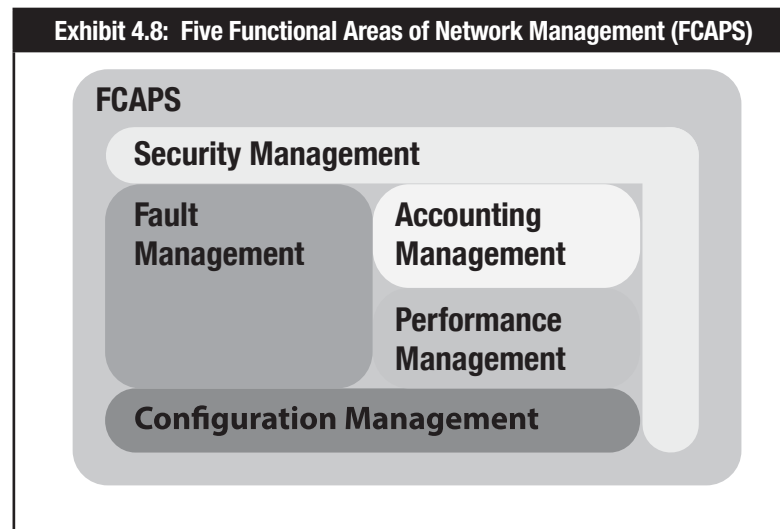 Exhibit 4.8: Five Functional Areas of Network Management (FCAPS)
FCAPS
Security Management
Fault
Management
Accounting
Management
Performance
Management
Configuration Management